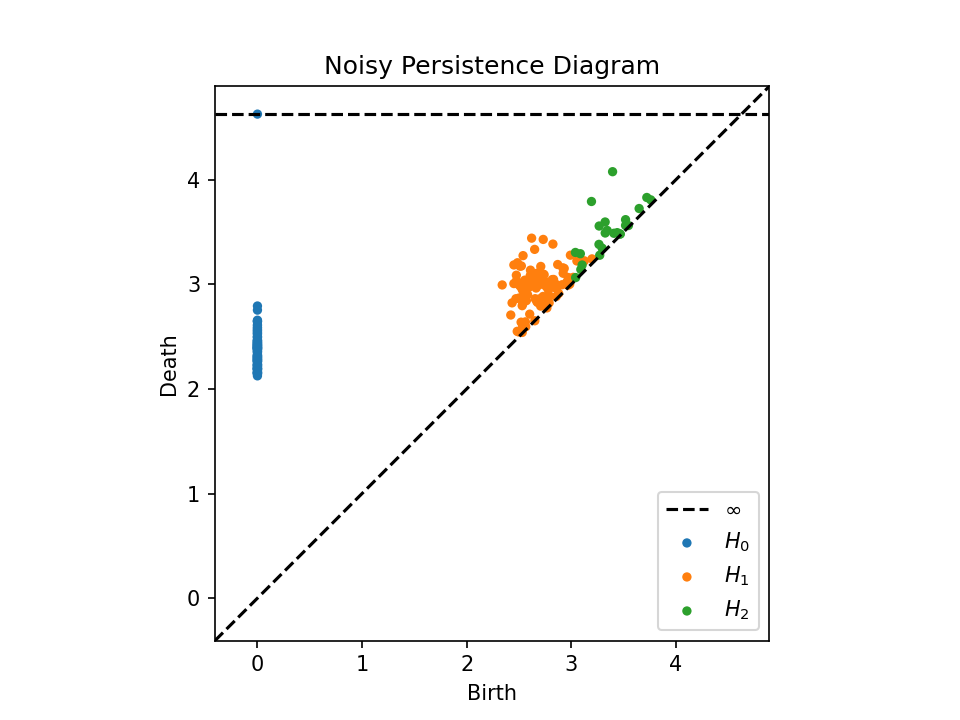 Noisy Persistence Diagram
Death
4
3
2
1
0
0 1 2 3 4
Birth
∞
H₀
H₁
H₂